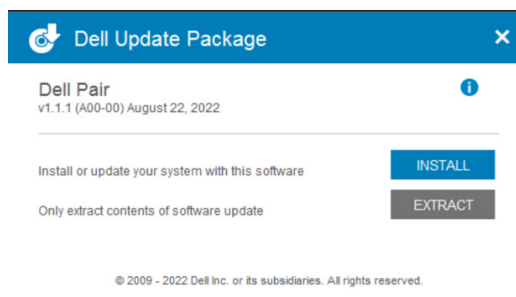 Dell Update Package
Dell Pair
v1.1.1 (A00-00) August 22, 2022
Install or update your system with this software
INSTALL
Only extract contents of software update
EXTRACT
© 2009 - 2022 Dell Inc. or its subsidiaries. All rights reserved.